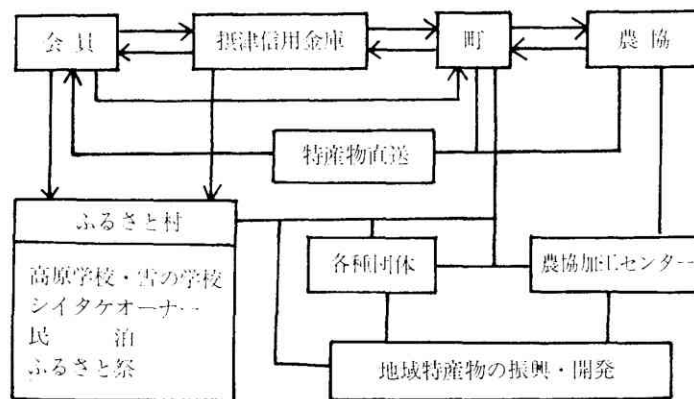 会員
摂津信用金庫
町
農協
特産物直送
ふるさと村
高原学校・雪の学校
シイタケオーナー
民 泊
ふるさと祭
各種団体
農協加工センター
地域特産物の振興・開発